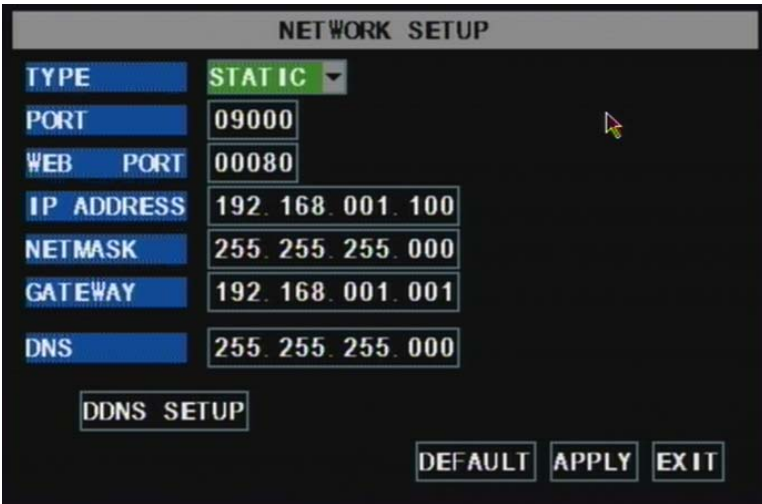 NETWORK SETUP
TYPE STATIC
PORT 09000
WEB PORT 00080
IP ADDRESS 192.168.001.100
NETMASK 255.255.255.000
GATEWAY 192.168.001.001
DNS 255.255.255.000
DDNS SETUP
DEFAULT APPLY EXIT